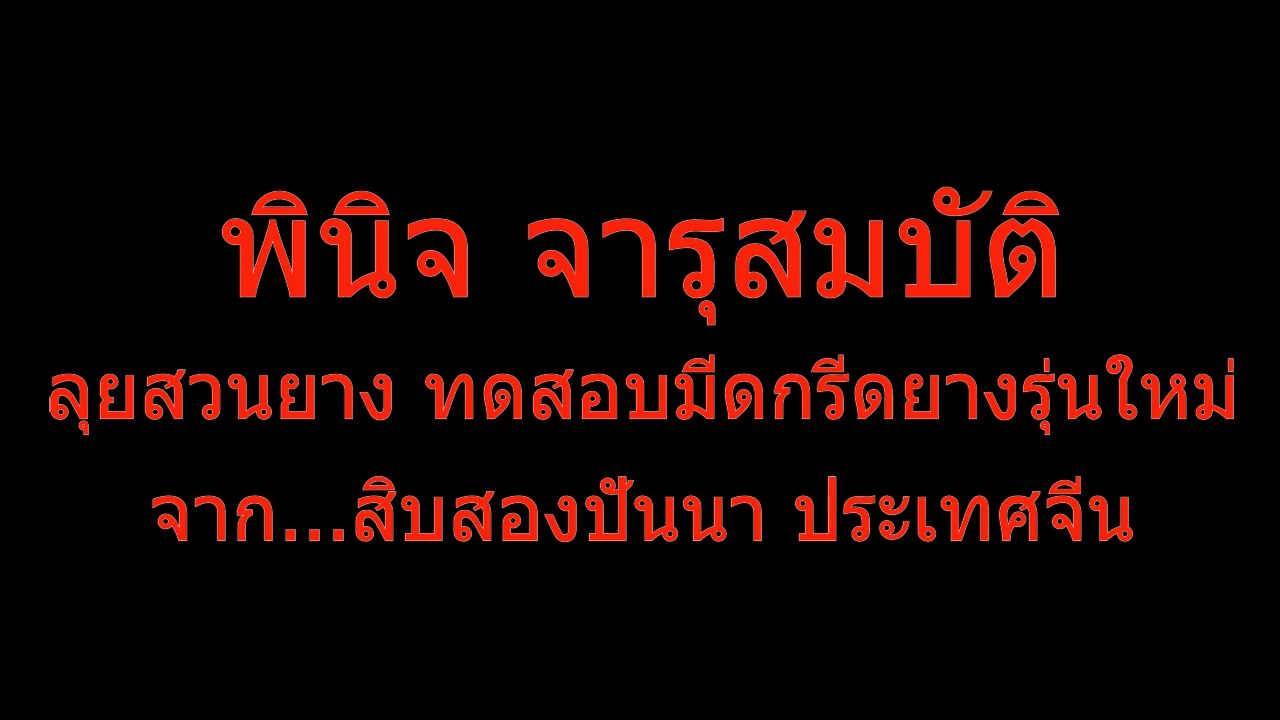 พินิจ จารุสมบัติ
ลุยสวนยาง ทดสอบมีดกรีดยางรุ่นใหม่
จาก...สิบสองปันนา ประเทศจีน